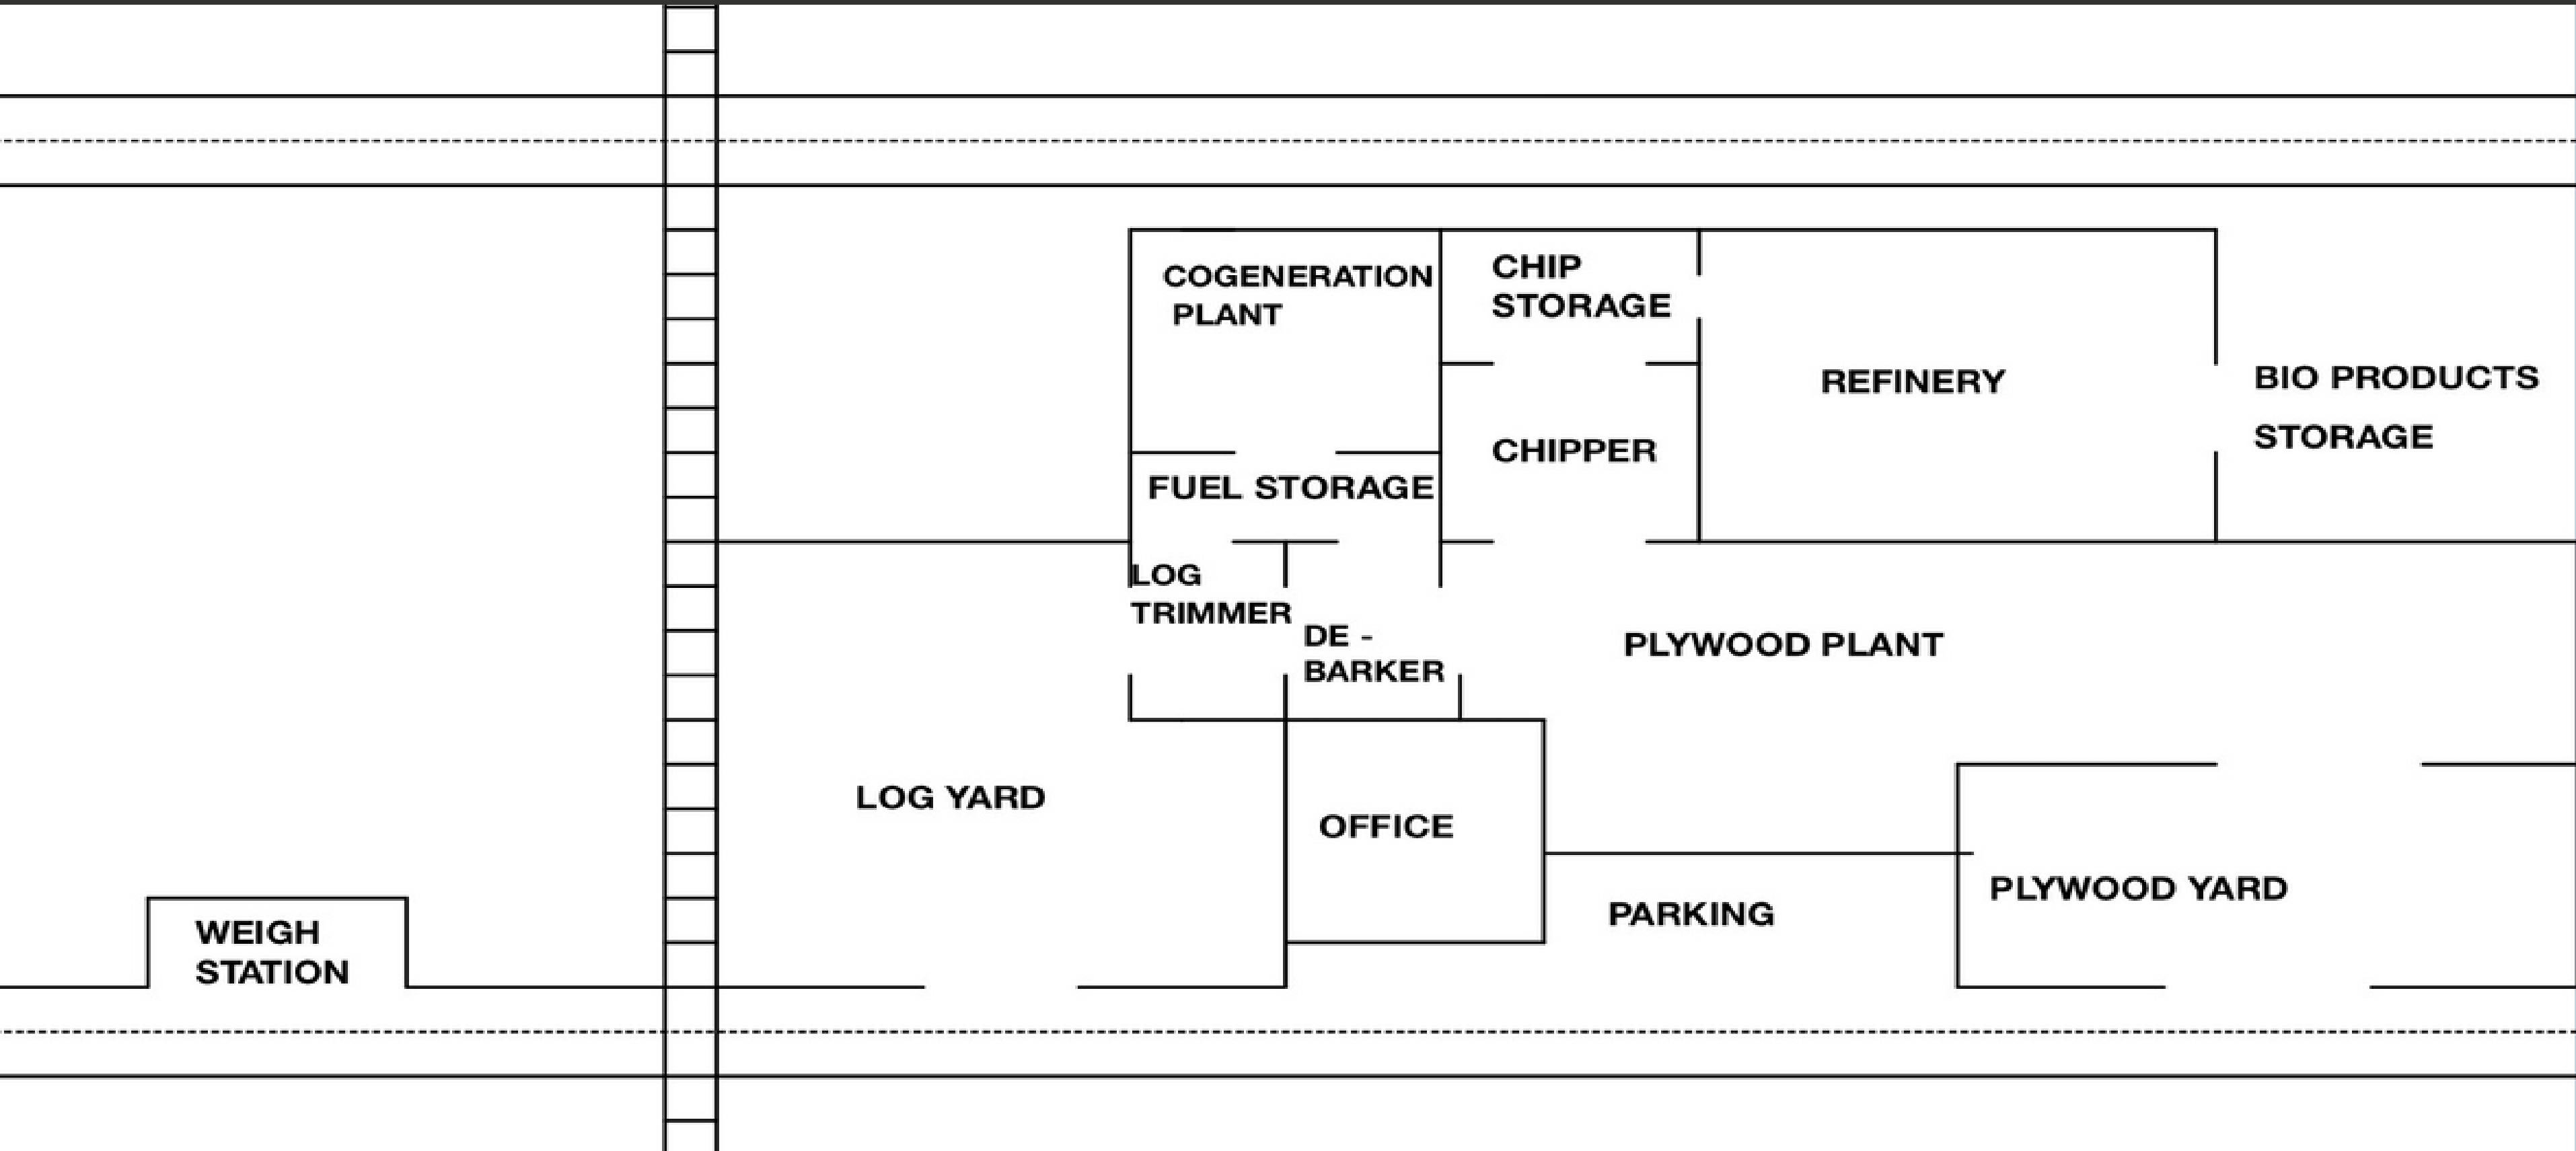 COGENERATION
PLANT
CHIP
STORAGE
REFINERY
BIO PRODUCTS
STORAGE
CHIPPER
FUEL STORAGE
LOG
TRIMMER
DE -
BARKER
PLYWOOD PLANT
LOG YARD
OFFICE
PARKING
PLYWOOD YARD
WEIGH
STATION